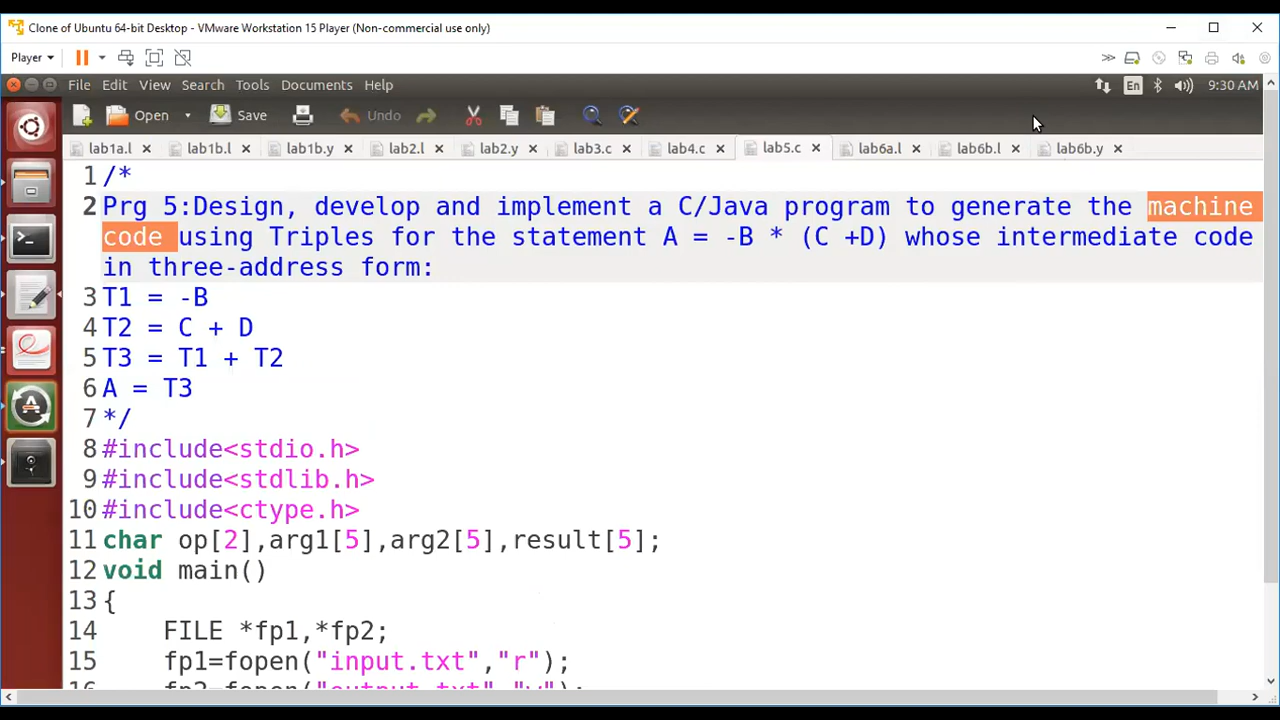 Clone of Ubuntu 64-bit Desktop - VMware Workstation 15 Player (Non-commercial use only)
Player
File Edit View Search Tools Documents Help
En
9:30 AM
Open Save Undo
lab1a.l lab1b.l lab1b.y lab2.l lab2.y lab3.c lab4.c lab5.c lab6a.l lab6b.l lab6b.y
1 /*
2 Prg 5:Design, develop and implement a C/Java program to generate the machine
code using Triples for the statement A = -B * (C +D) whose intermediate code
in three-address form:
3 T1 = -B
4 T2 = C + D
5 T3 = T1 + T2
6 A = T3
7 */
8 #include<stdio.h>
9 #include<stdlib.h>
10 #include<ctype.h>
11 char op[2],arg1[5],arg2[5],result[5];
12 void main()
13 {
14 FILE *fp1,*fp2;
15 fp1=fopen("input.txt","r");
16 fp2=fopen("output.txt","w");